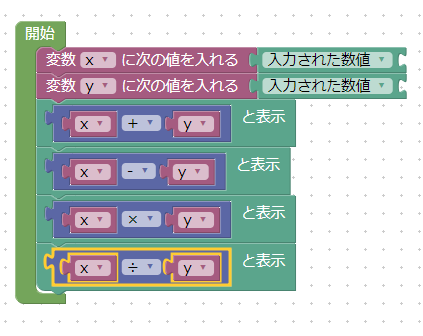 開始
変数 x に次の値を入れる 入力された数値
変数 y に次の値を入れる 入力された数値
x + y と表示
x - y と表示
x × y と表示
x ÷ y と表示